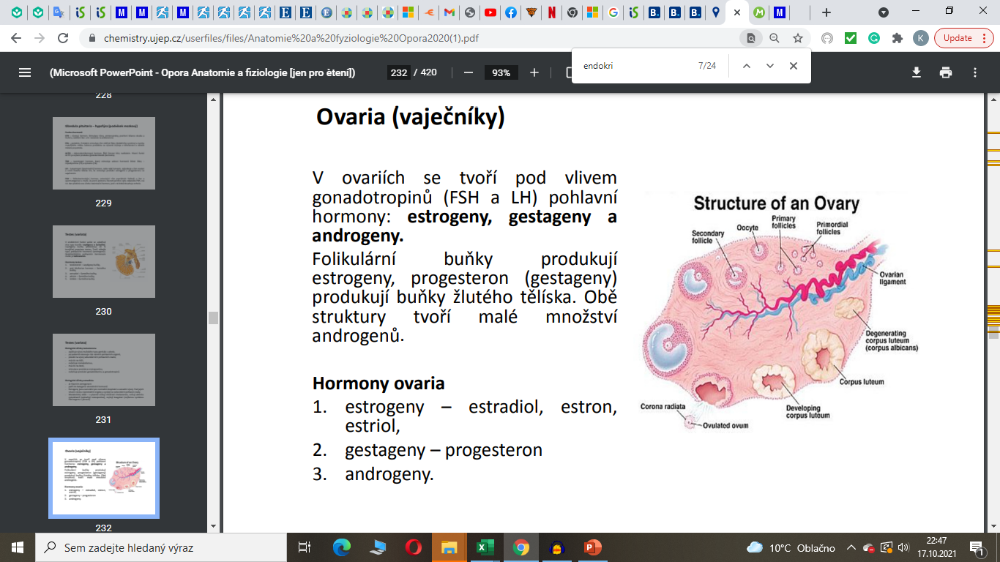 chemistry.ujep.cz/userfiles/files/Anatomie%20a%20fyziologie%20Opora2020(1).pdf
K
Update
(Microsoft PowerPoint - Opora Anatomie a fiziologie [jen pro ètení])
232 / 420
93%
endokri
7/24
228
229
230
231
232
Ovaria (vaječníky)
V ovariích se tvoří pod vlivem
gonadotropinů (FSH a LH) pohlavní
hormony: estrogeny, gestageny a
androgeny.
Folikulární buňky produkují
estrogeny, progesteron (gestageny)
produkují buňky žlutého tělíska. Obě
struktury tvoří malé množství
androgenů.
Hormony ovaria
1. estrogeny – estradiol, estron,
estriol,
2. gestageny – progesteron
3. androgeny.
Structure of an Ovary
Secondary
follicle
Oocyte
Primary
follicles
Primordial
follicles
Ovarian
ligament
Degenerating
corpus luteum
(corpus albicans)
Corpus luteum
Developing
corpus luteum
Corona radiata
Ovulated ovum
Sem zadejte hledaný výraz
10°C Oblačno
22:47
17.10.2021
1